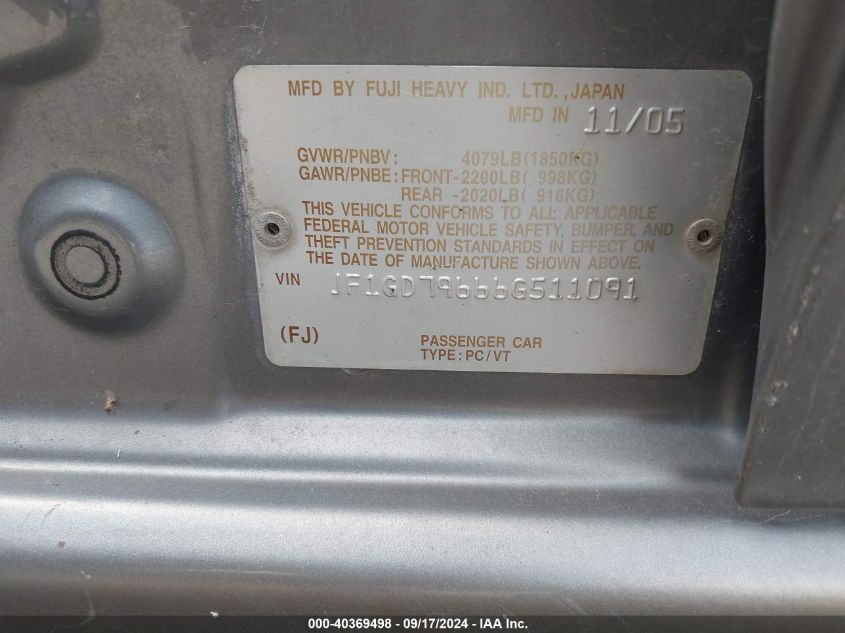 MFD BY FUJI HEAVY IND. LTD.,JAPAN
MFD IN 11/05
GVWR/PNBV: 4079LB(1850KG)
GAWR/PNBE: FRONT-2200LB( 998KG)
REAR -2020LB( 916KG)
THIS VEHICLE CONFORMS TO ALL APPLICABLE
FEDERAL MOTOR VEHICLE SAFETY, BUMPER, AND
THEFT PREVENTION STANDARDS IN EFFECT ON
THE DATE OF MANUFACTURE SHOWN ABOVE.
VIN JF1GD79666G511091
(FJ) PASSENGER CAR
TYPE:PC/VT
000-40369498 - 09/17/2024 - IAA Inc.